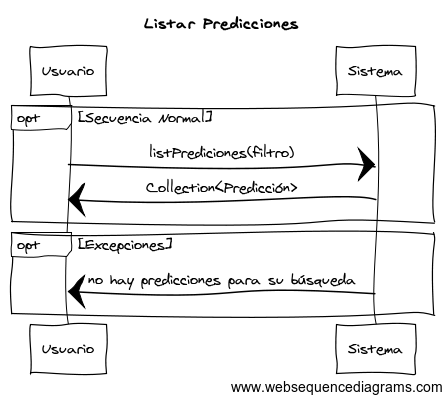 Listar Predicciones
Usuario
Sistema
opt
[Secuencia Normal]
listPrediciones(filtro)
Collection<Predicción>
opt
[Excepciones]
no hay predicciones para su búsqueda
Usuario
Sistema
www.websequencediagrams.com